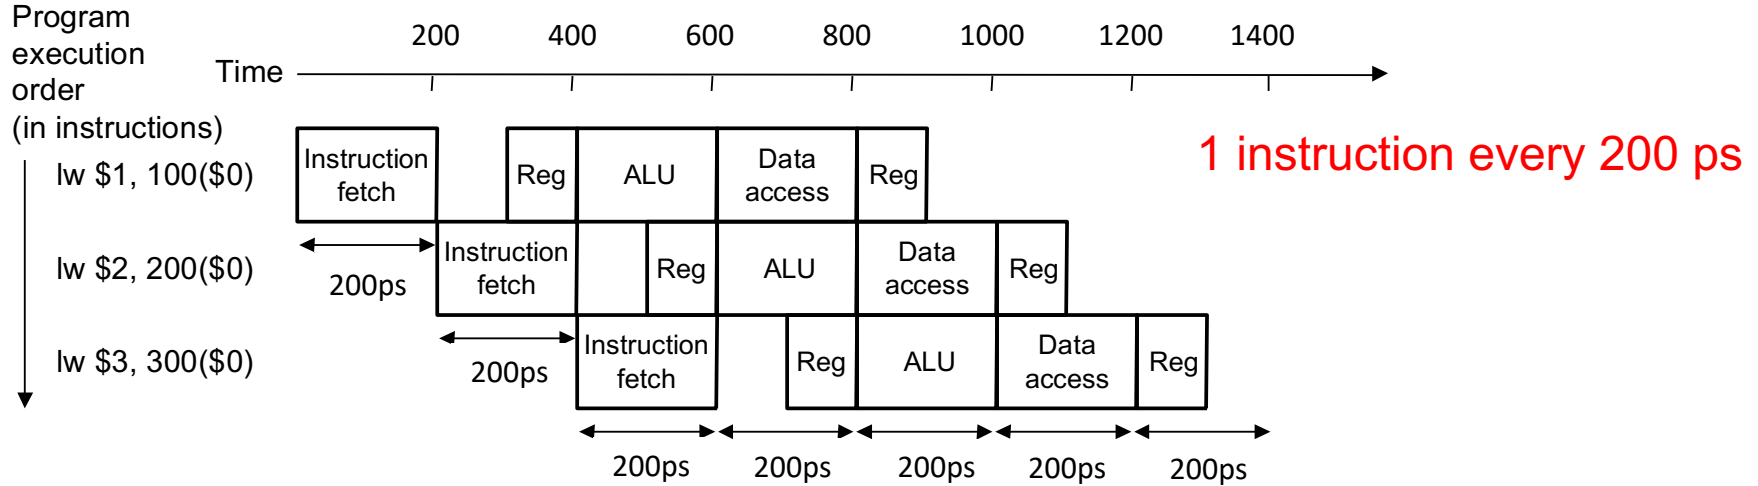 Program
execution
order
(in instructions)
Time
200 400 600 800 1000 1200 1400
1 instruction every 200 ps
lw $1, 100($0)
Instruction
fetch
Reg
ALU
Data
access
Reg
lw $2, 200($0)
200ps
Instruction
fetch
Reg
ALU
Data
access
Reg
lw $3, 300($0)
200ps
Instruction
fetch
Reg
ALU
Data
access
Reg
200ps 200ps 200ps 200ps 200ps